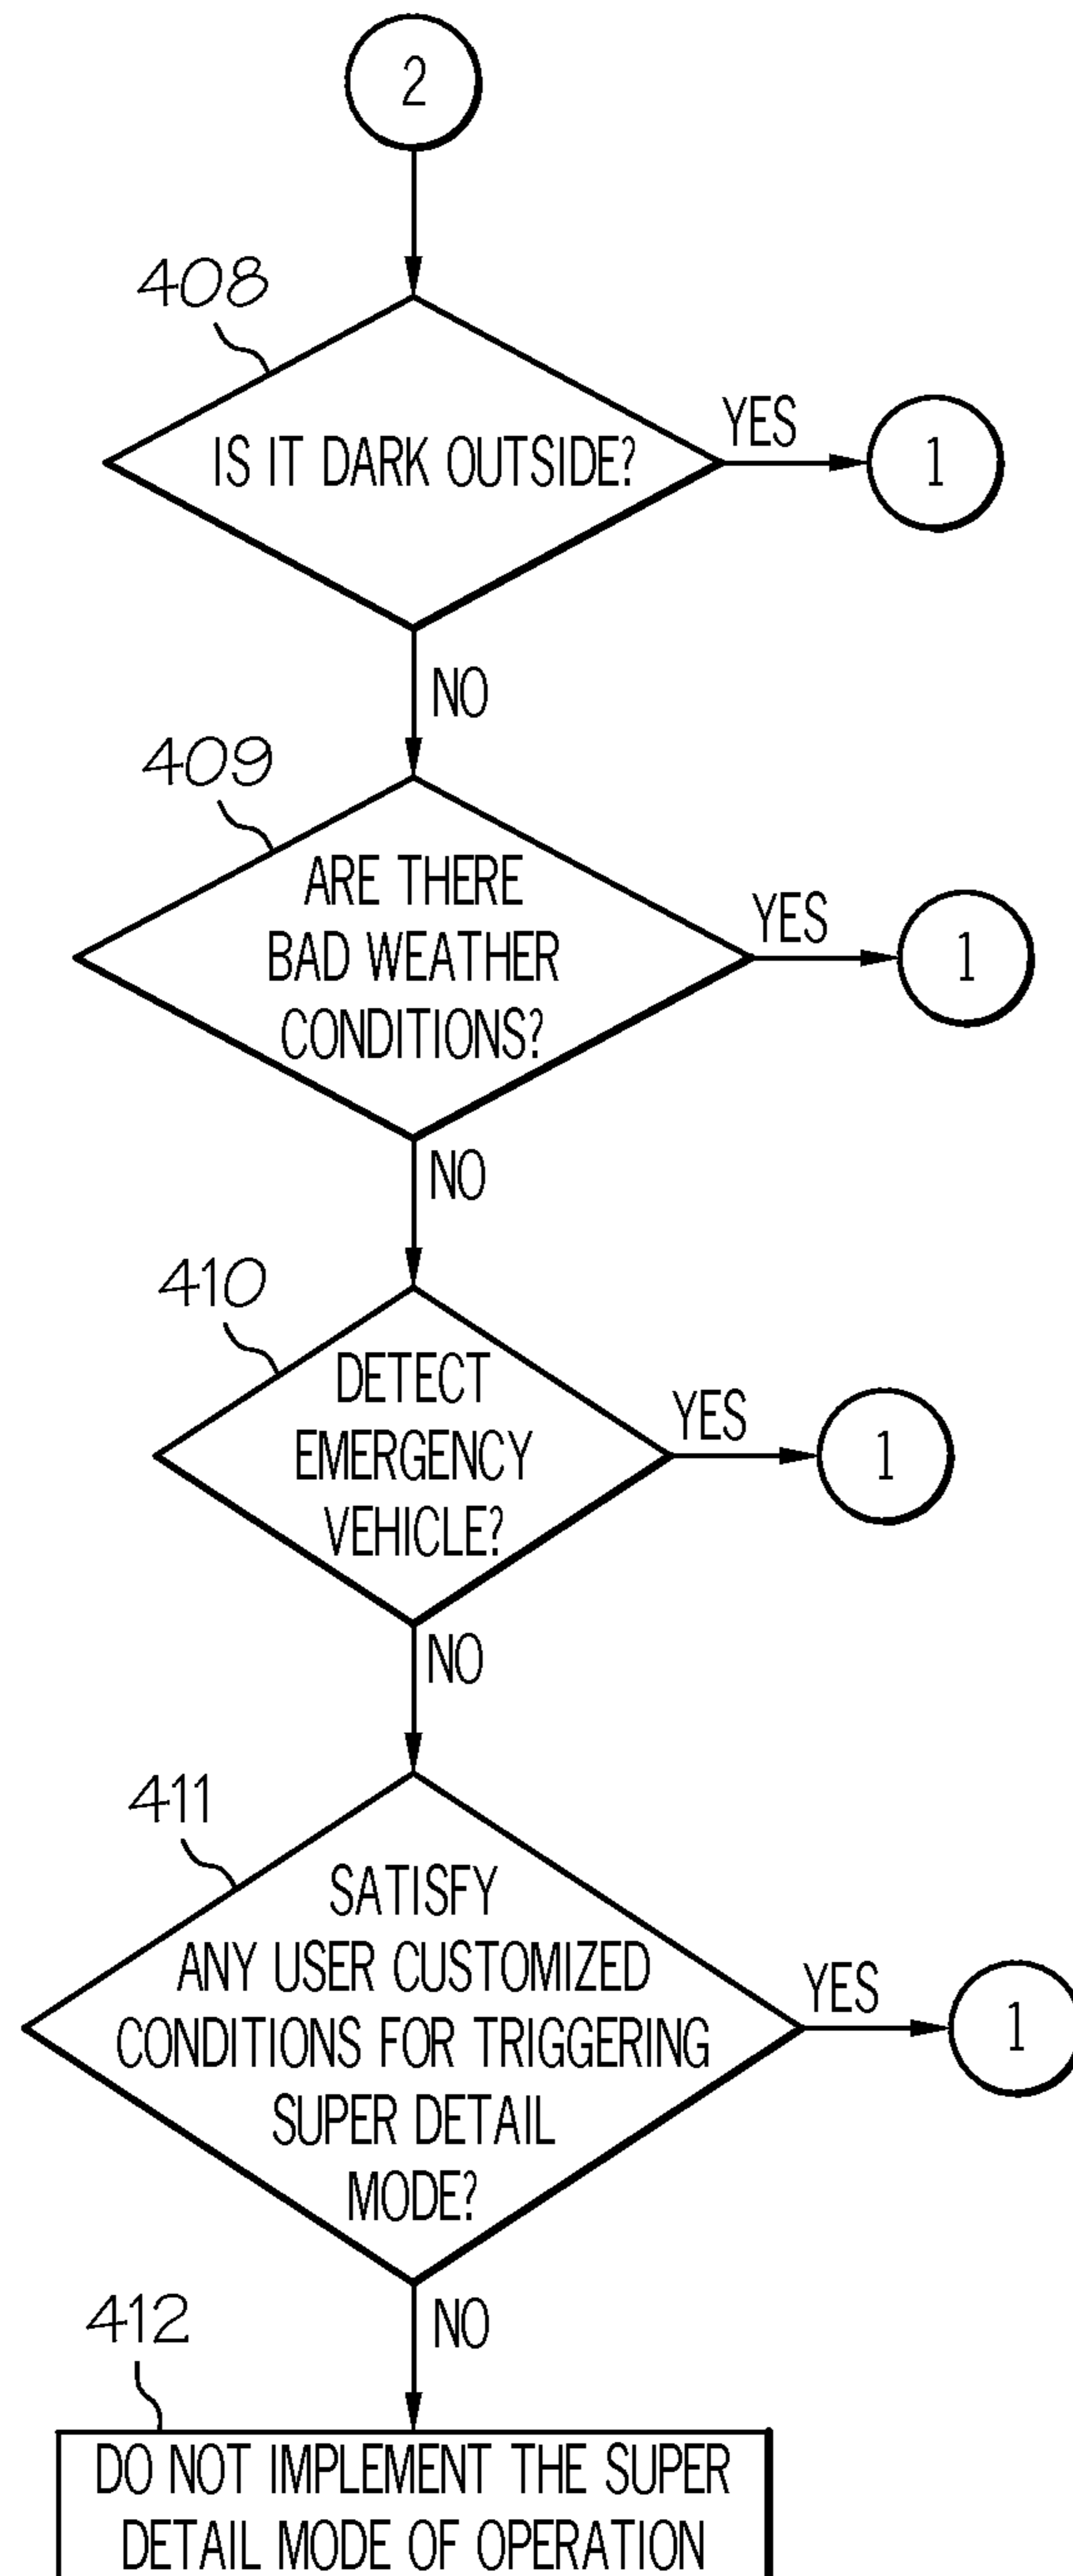 2
408
IS IT DARK OUTSIDE?
YES
1
NO
409
ARE THERE
BAD WEATHER
CONDITIONS?
YES
1
NO
410
DETECT
EMERGENCY
VEHICLE?
YES
1
NO
411
SATISFY
ANY USER CUSTOMIZED
CONDITIONS FOR TRIGGERING
SUPER DETAIL
MODE?
YES
1
NO
412
DO NOT IMPLEMENT THE SUPER
DETAIL MODE OF OPERATION